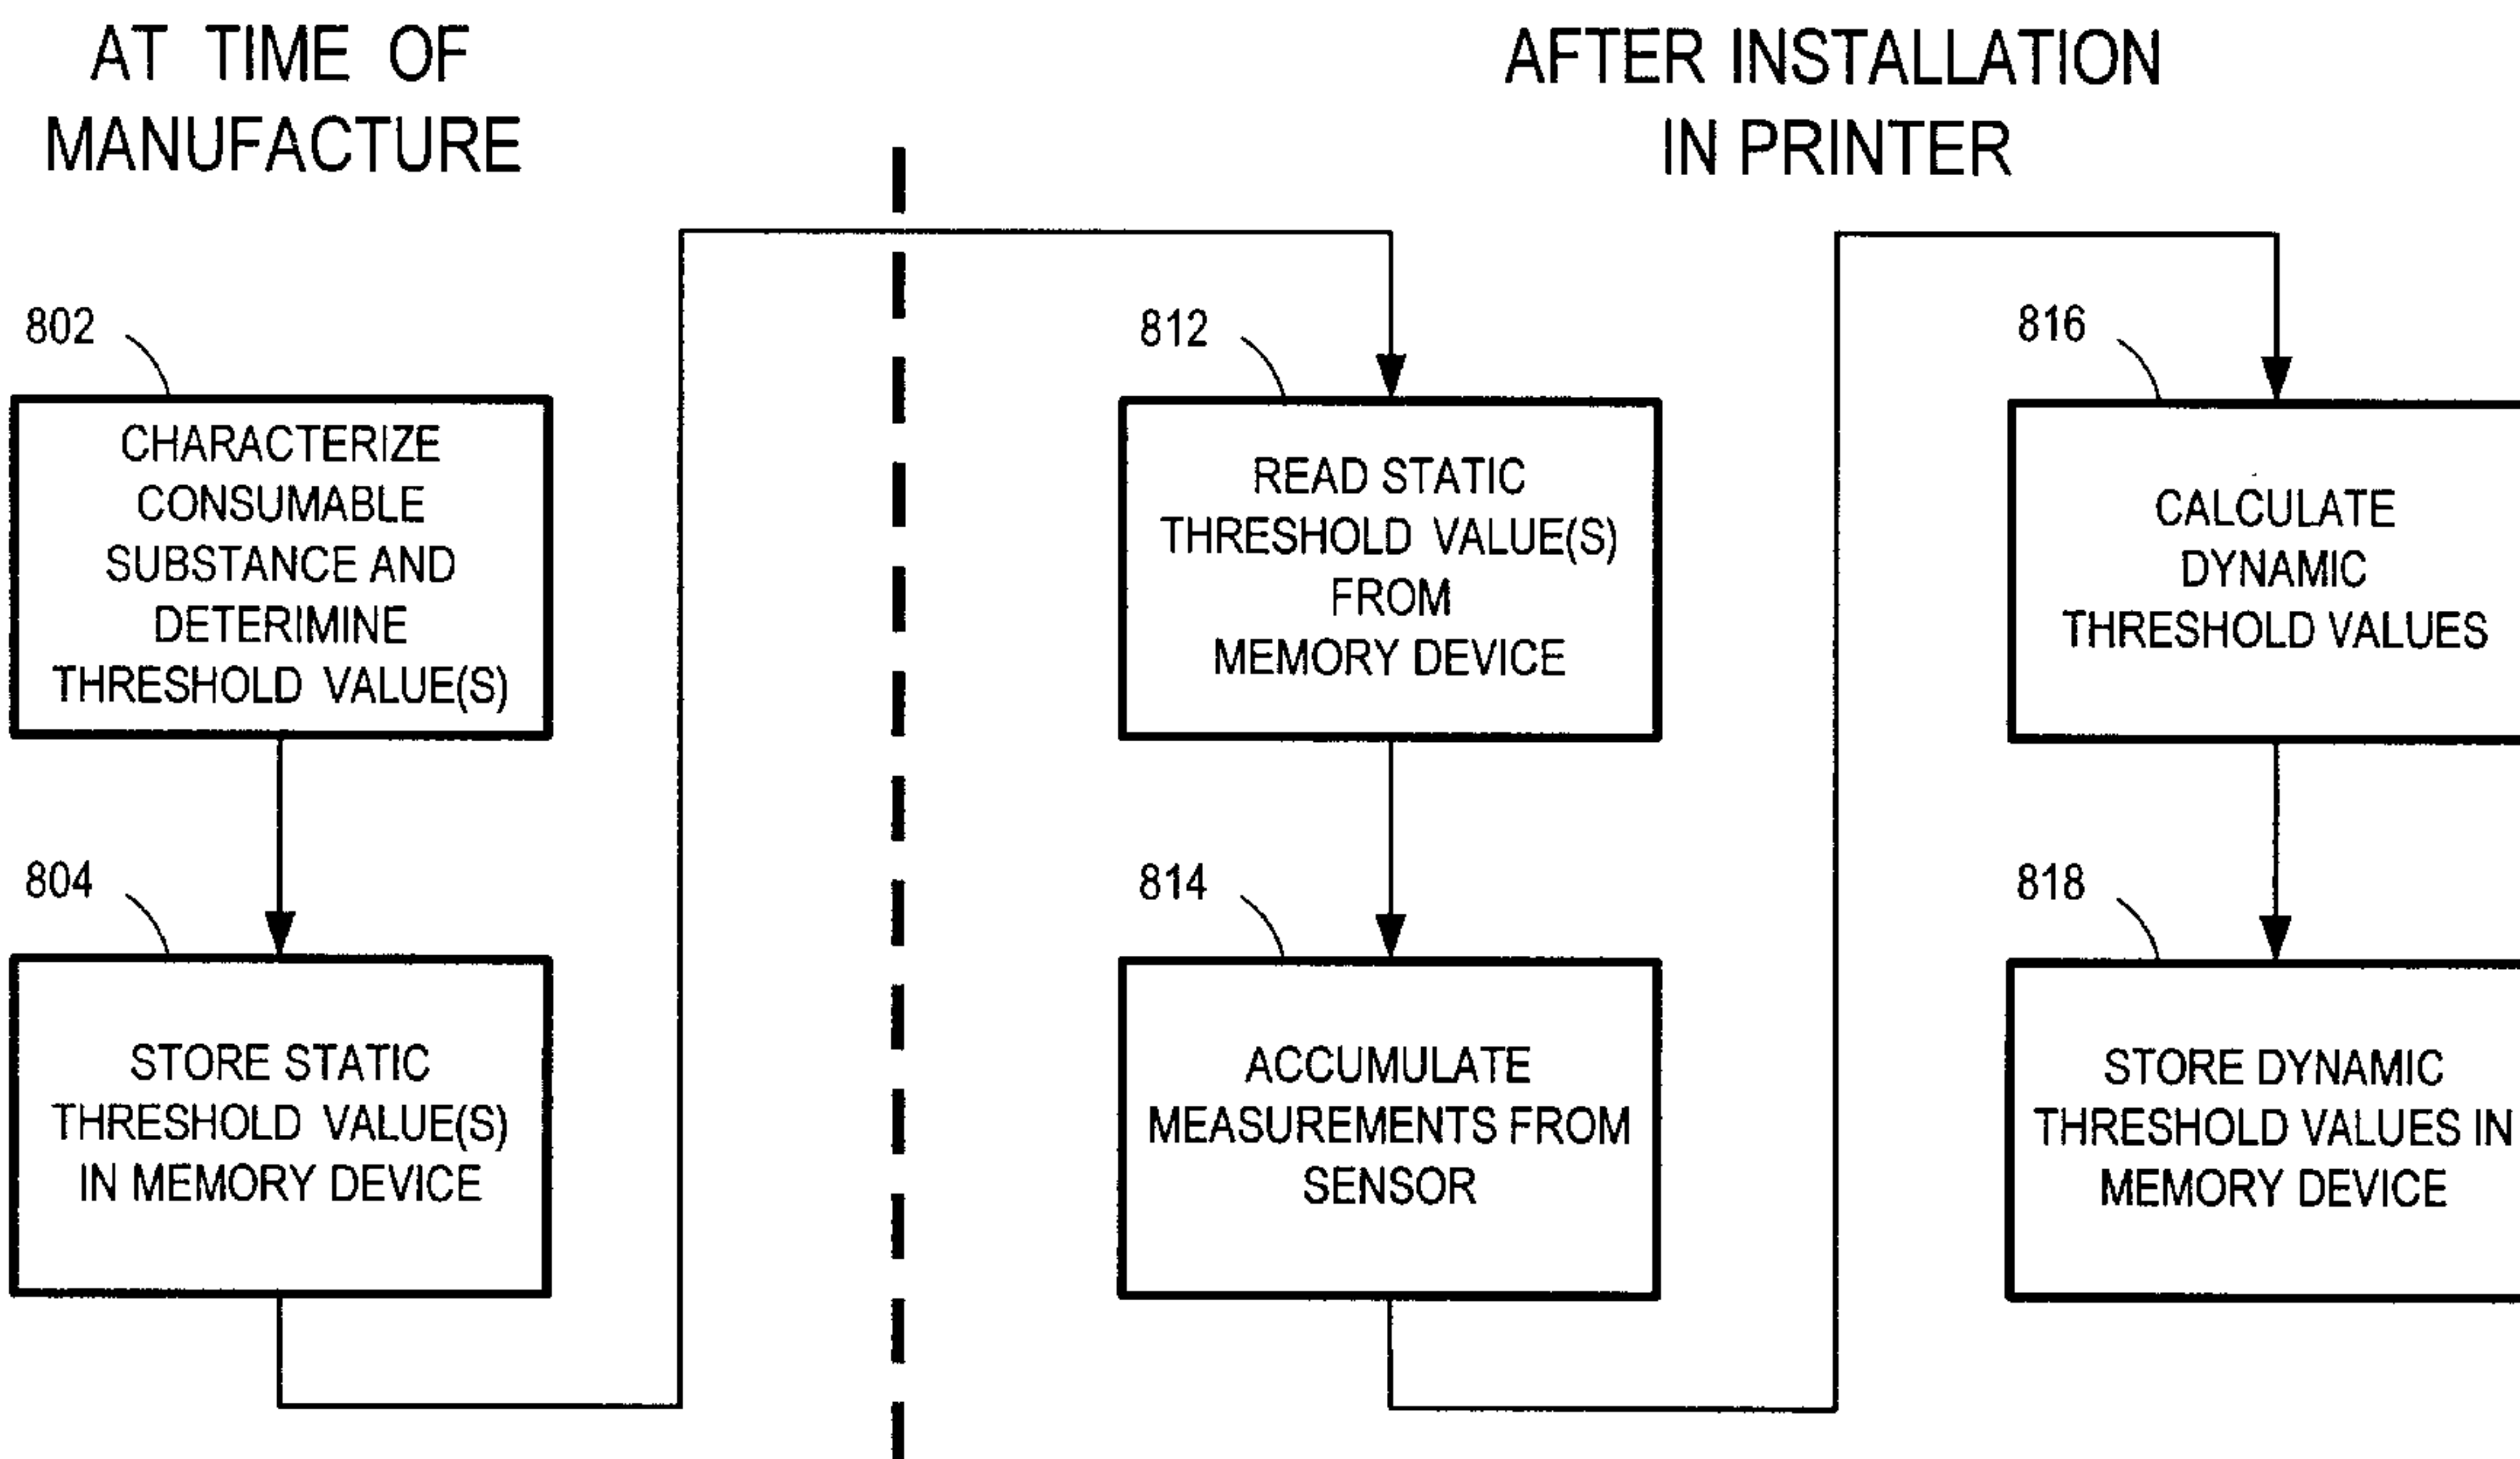 AT TIME OF
MANUFACTURE
802
CHARACTERIZE
CONSUMABLE
SUBSTANCE AND
DETERIMINE
THRESHOLD VALUE(S)
804
STORE STATIC
THRESHOLD VALUE(S)
IN MEMORY DEVICE
AFTER INSTALLATION
IN PRINTER
812
READ STATIC
THRESHOLD VALUE(S)
FROM
MEMORY DEVICE
814
ACCUMULATE
MEASUREMENTS FROM
SENSOR
816
CALCULATE
DYNAMIC
THRESHOLD VALUES
818
STORE DYNAMIC
THRESHOLD VALUES IN
MEMORY DEVICE